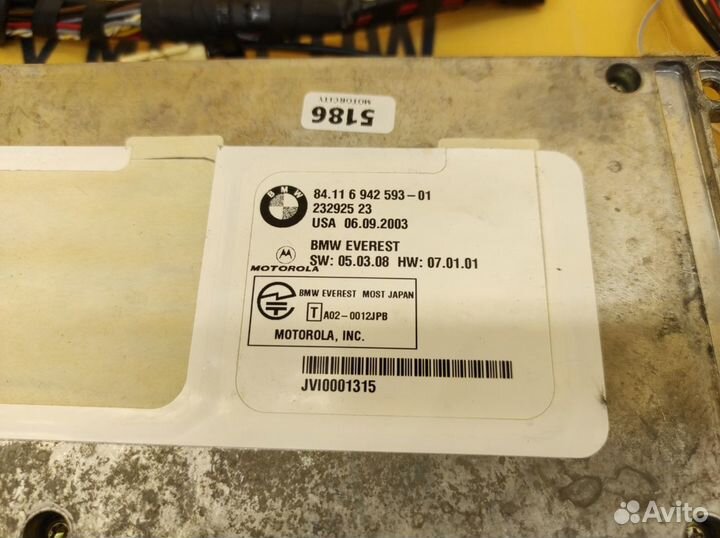 5186
MOTORCITY
BMW
84.11 6 942 593-01
232925 23
USA 06.09.2003
BMW EVEREST
SW: 05.03.08 HW: 07.01.01
MOTOROLA
BMW EVEREST MOST JAPAN
T A02-0012JPB
MOTOROLA, INC.
JVI0001315
Avito